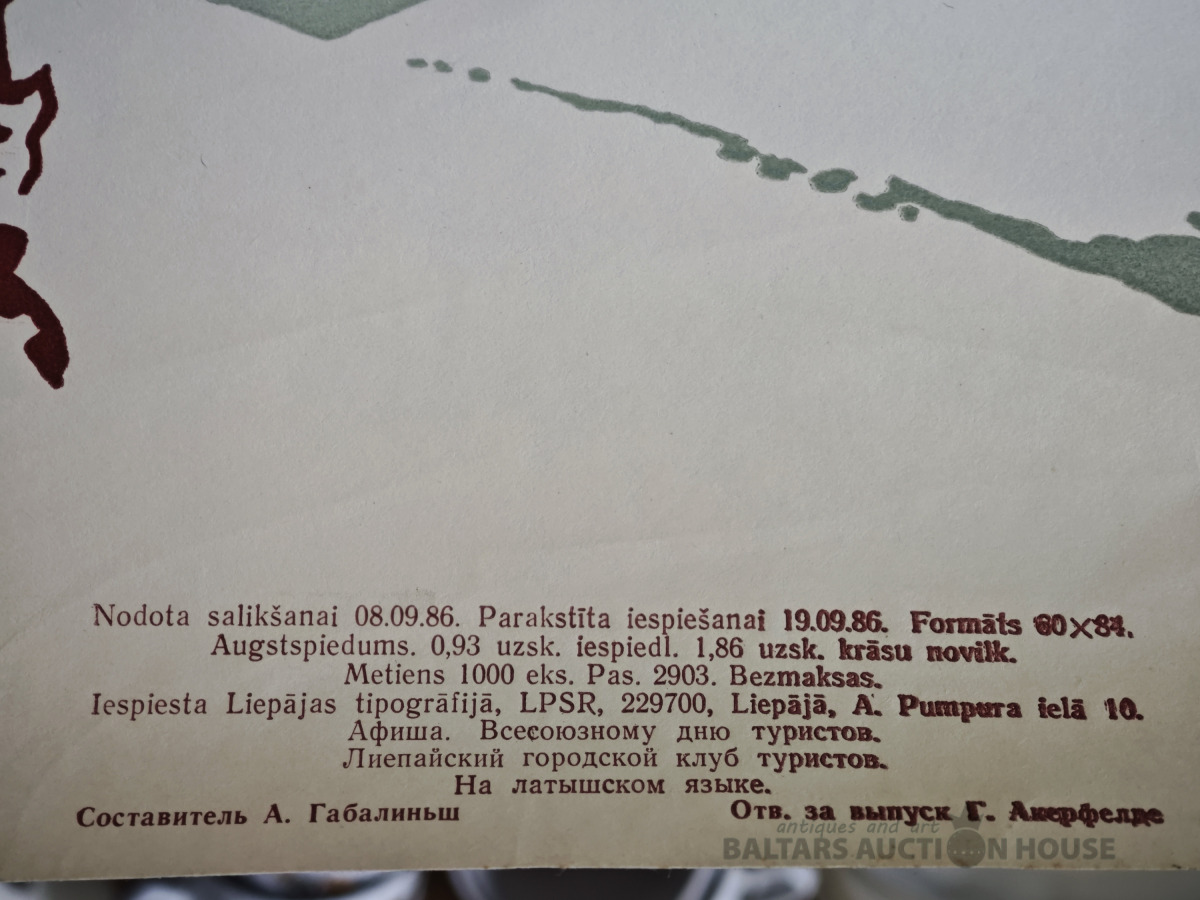 Nodota salikšanai 08.09.86. Parakstīta iespiešanai 19.09.86. Formāts 60×84.
Augstspiedums. 0,93 uzsk. iespiedl. 1,86 uzsk. krāsu novilk.
Metiens 1000 eks. Pas. 2903. Bezmaksas.
Iespiesta Liepājas tipogrāfijā, LPSR, 229700, Liepājā, A. Pumpura ielā 10.
Афиша. Всесоюзному дню туристов.
Лиепайский городской клуб туристов.
На латышском языке.
Составитель А. Габалиньш Отв. за выпуск Г. Акерфелде
antiques and art
BALTARS AUCTION HOUSE